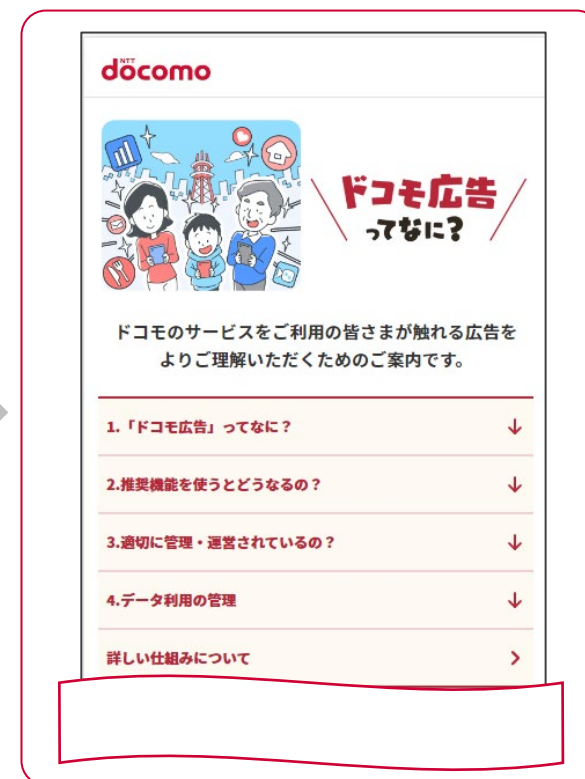 NTT
döcomo
ドコモ広告
ってなに?
ドコモのサービスをご利用の皆さまが触れる広告を
よりご理解いただくためのご案内です。
1.「ドコモ広告」ってなに?
2.推奨機能を使うとどうなるの?
3.適切に管理・運営されているの?
4.データ利用の管理
詳しい仕組みについて